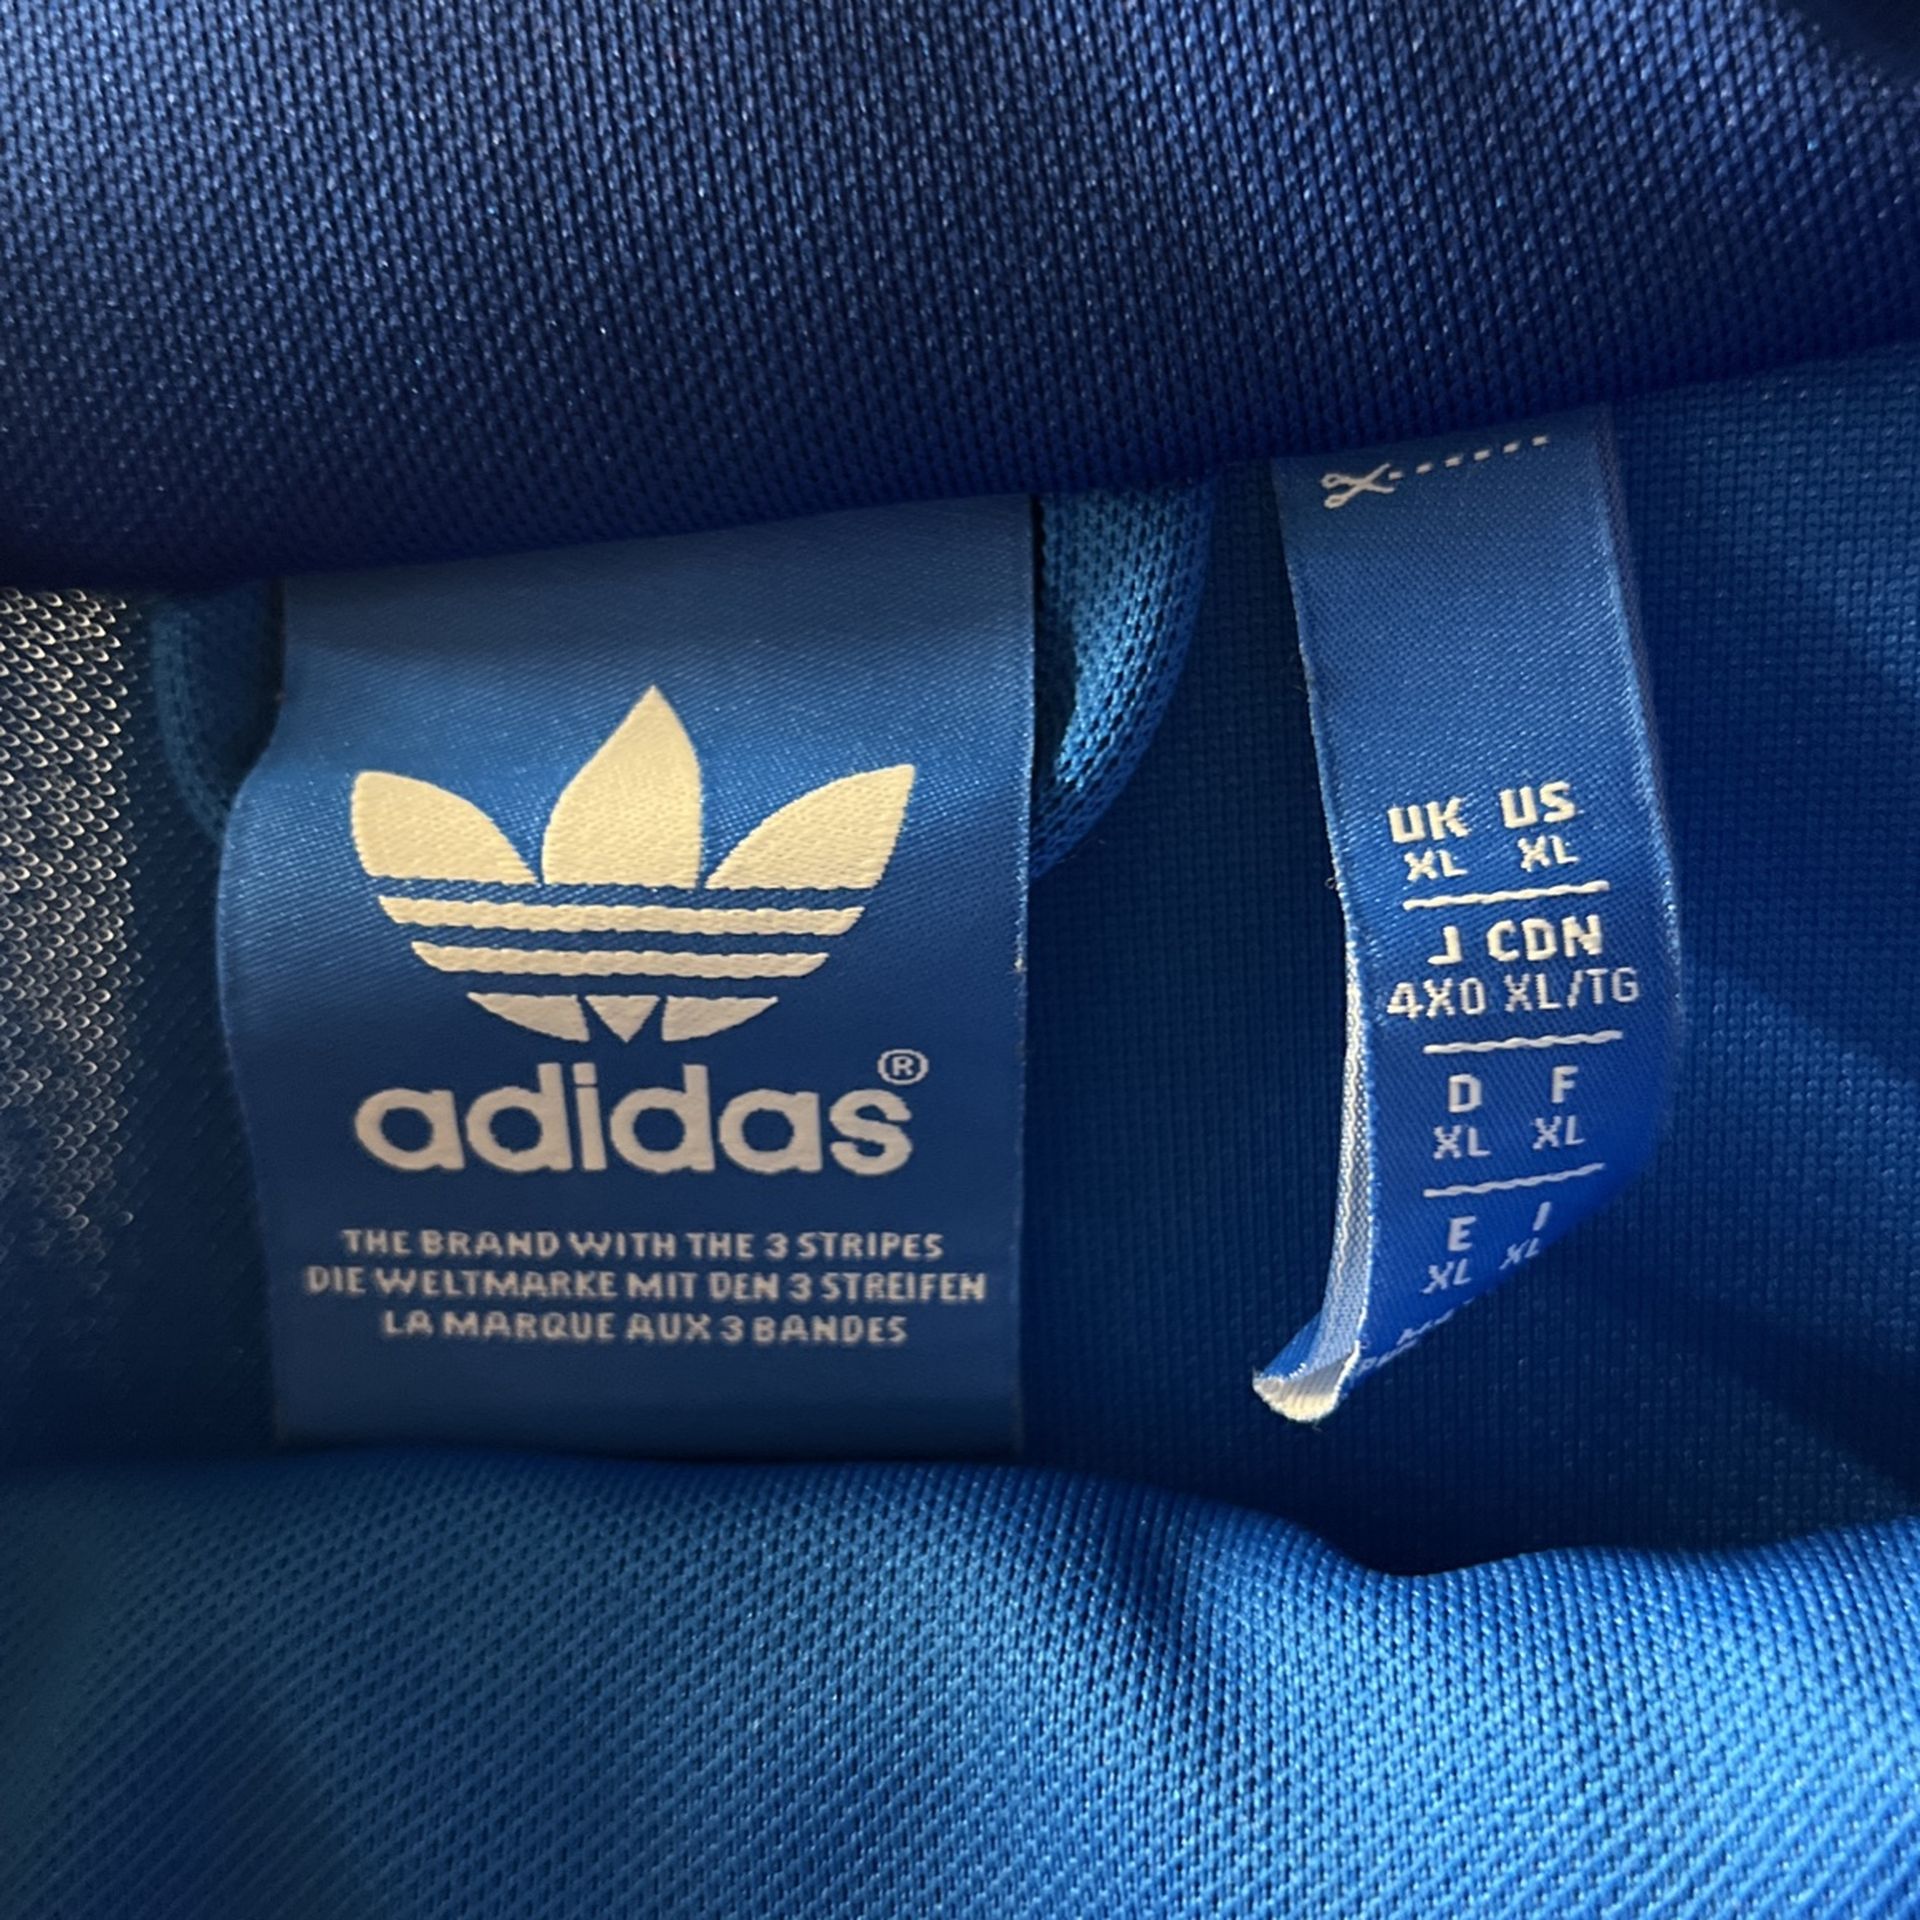 adidas®
THE BRAND WITH THE 3 STRIPES
DIE WELTMARKE MIT DEN 3 STREIFEN
LA MARQUE AUX 3 BANDES
UK US
XL XL
J CDN
4XO XL/TG
D F
XL XL
E I
XL XL